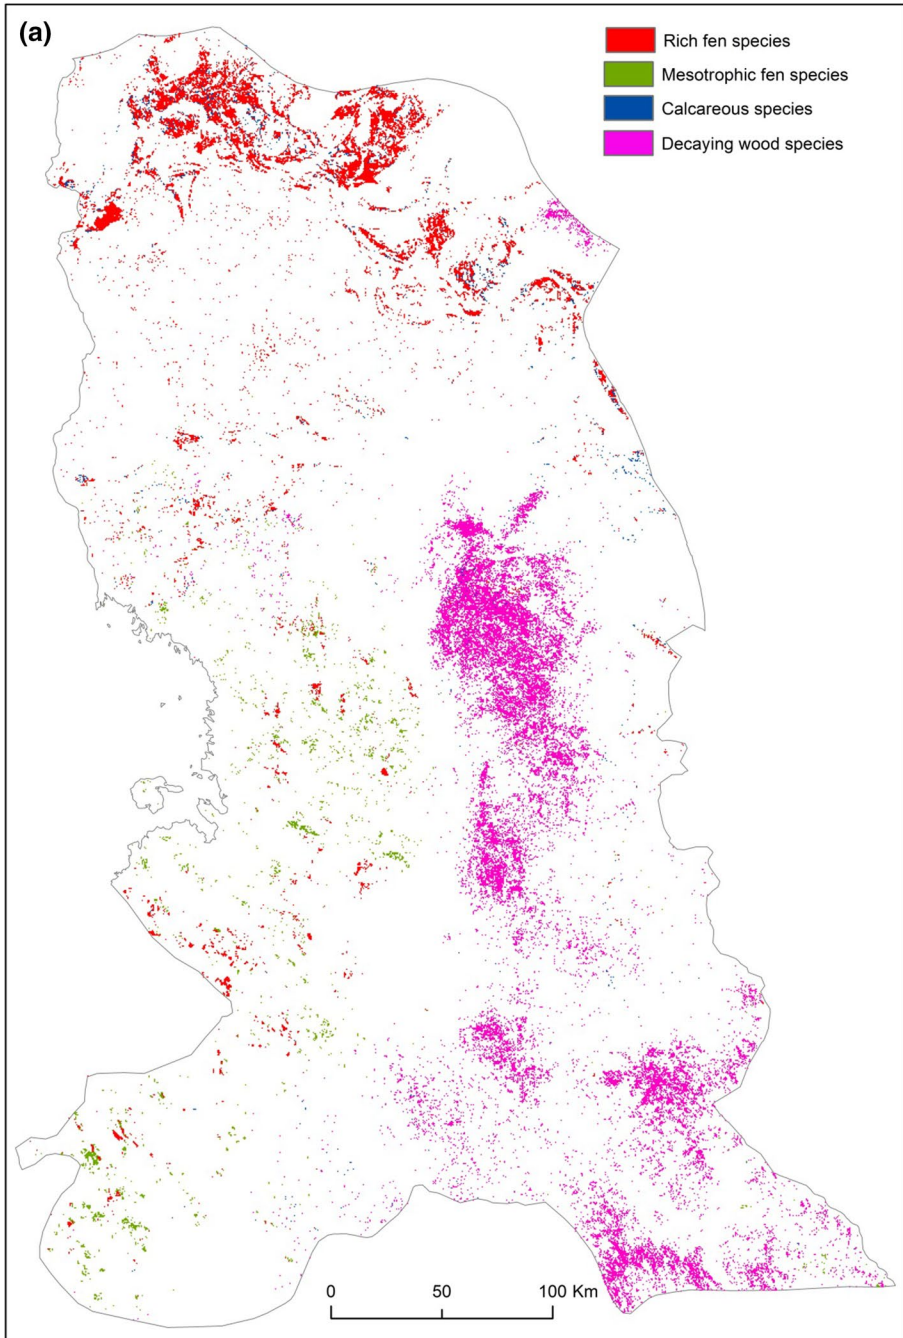 (a)
Rich fen species
Mesotrophic fen species
Calcareous species
Decaying wood species
0 50 100 Km